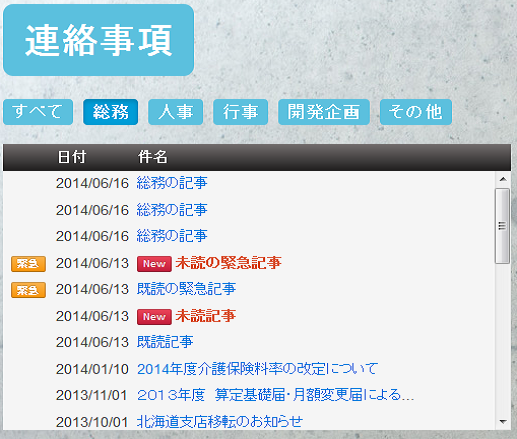 連絡事項
すべて 総務 人事 行事 開発企画 その他
日付 件名
2014/06/16 総務の記事
2014/06/16 総務の記事
2014/06/16 総務の記事
緊急 2014/06/13 New 未読の緊急記事
緊急 2014/06/13 既読の緊急記事
2014/06/13 New 未読記事
2014/06/13 既読記事
2014/01/10 2014年度介護保険料率の改定について
2013/11/01 2013年度 算定基礎届・月額変更届による...
2013/10/01 北海道支店移転のお知らせ